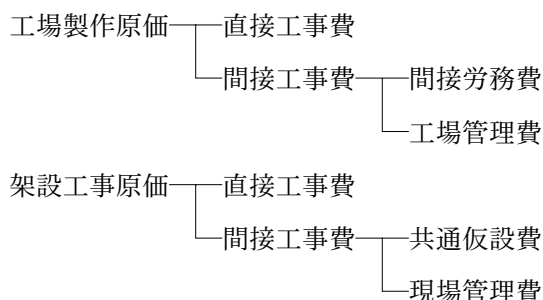 工場製作原価 直接工事費
間接工事費 間接労務費
工場管理費
架設工事原価 直接工事費
間接工事費 共通仮設費
現場管理費